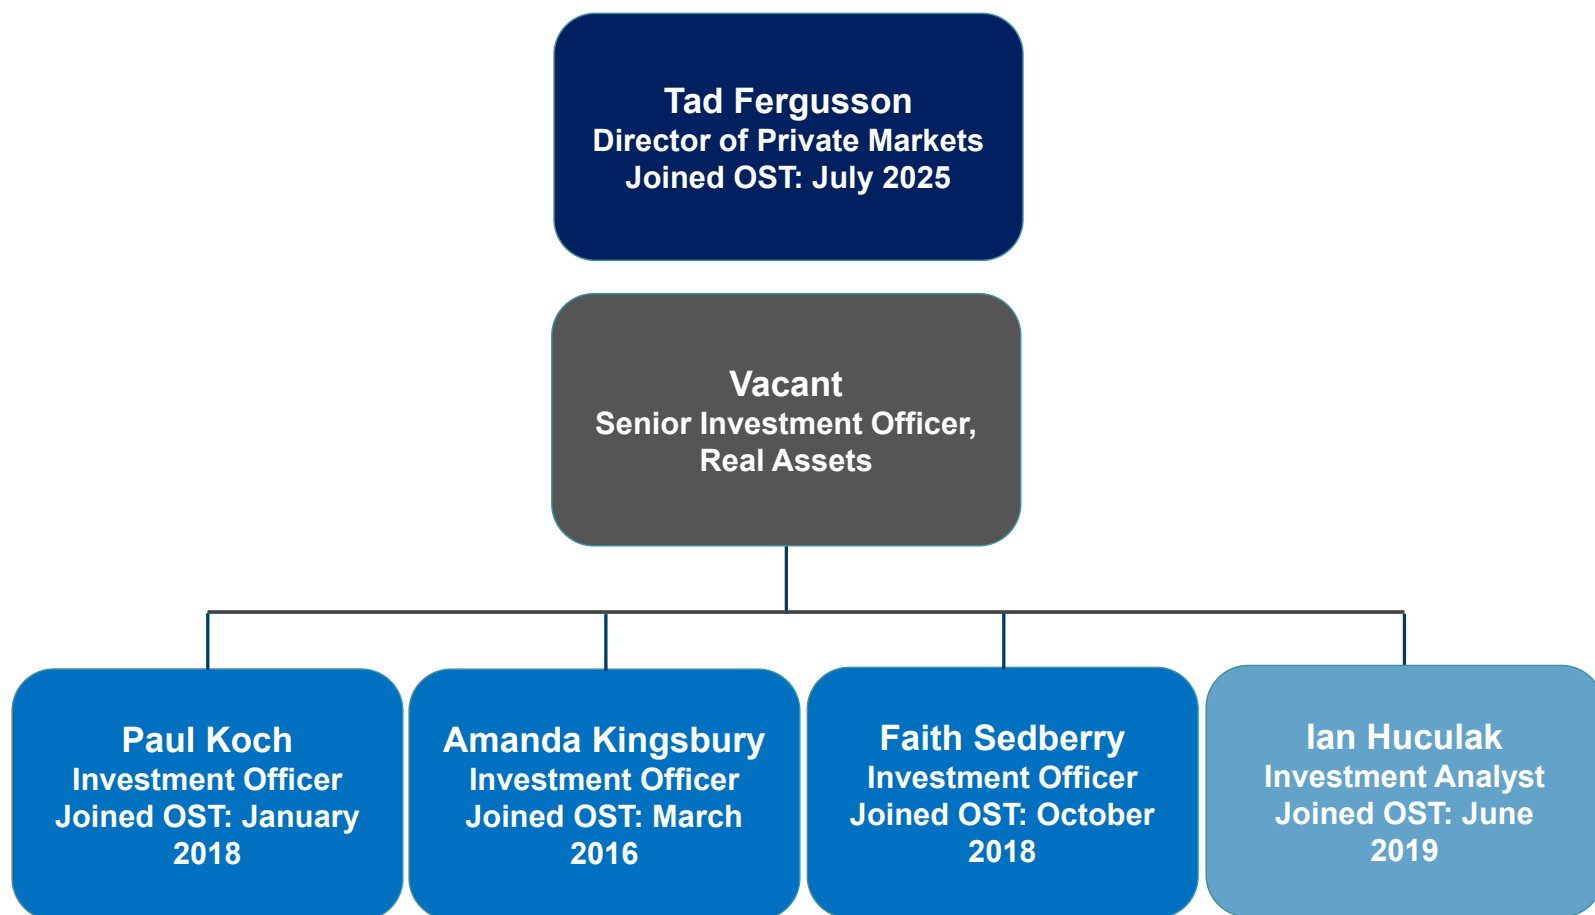 Tad Fergusson
Director of Private Markets
Joined OST: July 2025
Vacant
Senior Investment Officer,
Real Assets
Paul Koch
Investment Officer
Joined OST: January
2018
Amanda Kingsbury
Investment Officer
Joined OST: March
2016
Faith Sedberry
Investment Officer
Joined OST: October
2018
Ian Huculak
Investment Analyst
Joined OST: June
2019